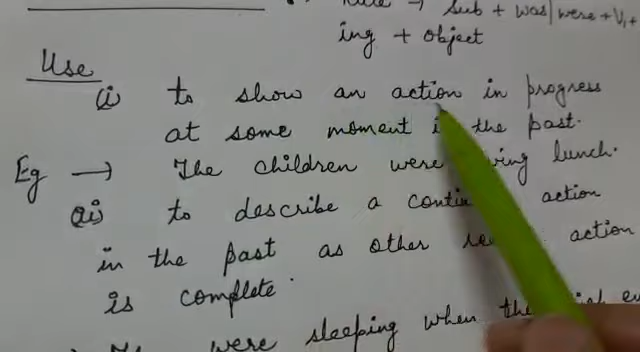 Rule → Sub + was/were + V1 +
ing + object
Use
(i) to show an action in progress
at some moment in the past.
Eg → The children were lunch.
(ii) to describe a action
in the past as other action
is complete.
were sleeping when the